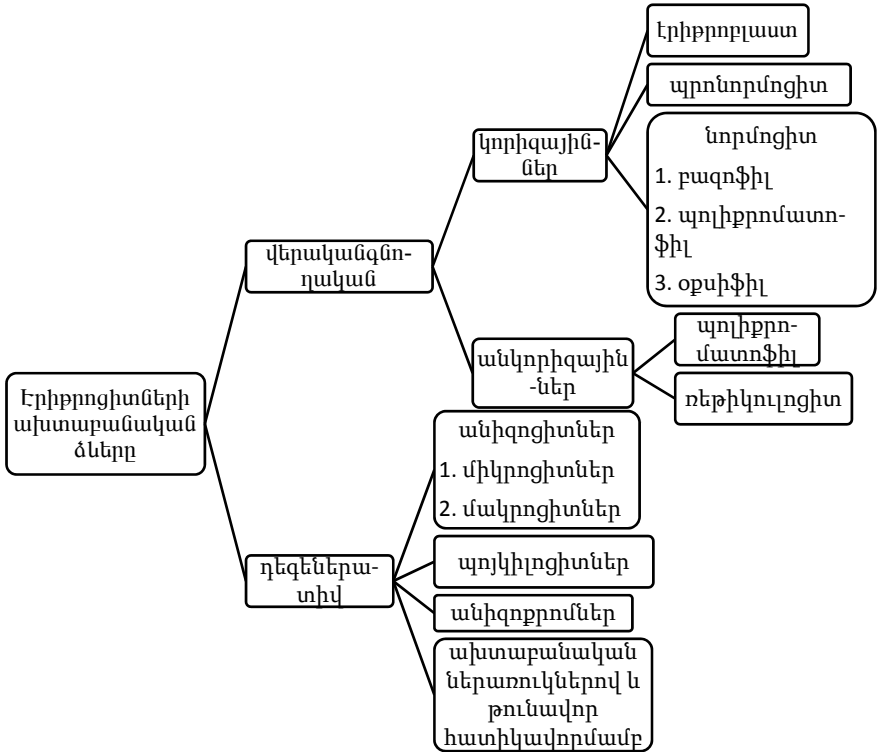 Էրիթրոցիտների
ախտաբանական
ձևերը
վերականգնո-
ղական
կորիզային-
ներ
էրիթրոբլաստ
պրոնորմոցիտ
նորմոցիտ
1. բազոֆիլ
2. պոլիքրոմատո-
ֆիլ
3. օքսիֆիլ
անկորիզային
-ներ
պոլիքրո-
մատոֆիլ
ռեթիկուլոցիտ
դեգեներա-
տիվ
անիզոցիտներ
1. միկրոցիտներ
2. մակրոցիտներ
պոյկիլոցիտներ
անիզոքրոմներ
ախտաբանական
ներառուկներով և
թունավոր
հատիկավորմամբ